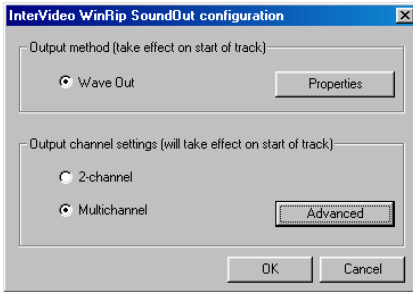 InterVideo WinRip SoundOut configuration
Output method (take effect on start of track)
Wave Out
Properties
Output channel settings (will take effect on start of track)
2-channel
Multichannel
Advanced
OK
Cancel